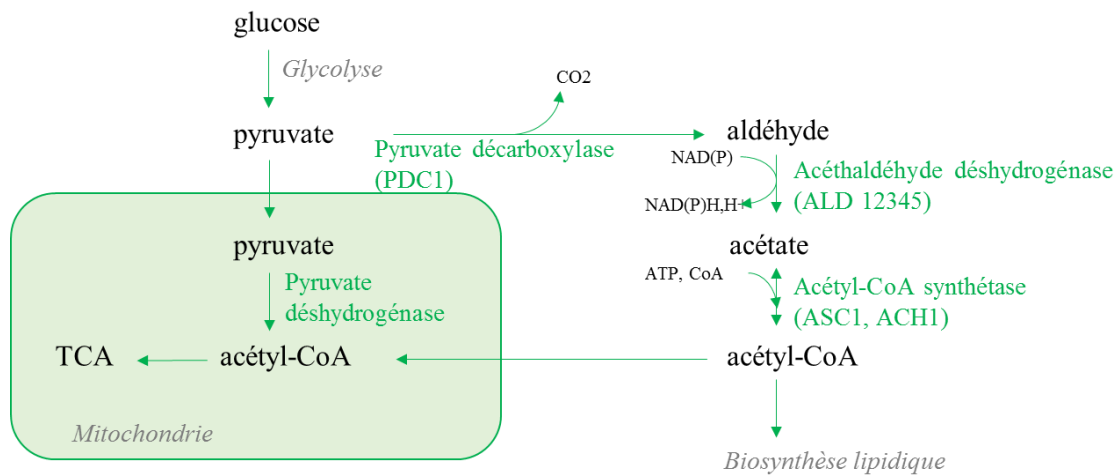 glucose
Glycolyse
CO2
pyruvate
aldéhyde
Pyruvate décarboxylase
(PDC1)
NAD(P)
Acéthaldéhyde déshydrogénase
(ALD 12345)
NAD(P)H,H+
pyruvate
acétate
Pyruvate
déshydrogénase
ATP, CoA
Acétyl-CoA synthétase
(ASC1, ACH1)
TCA
acétyl-CoA
acétyl-CoA
Mitochondrie
Biosynthèse lipidique